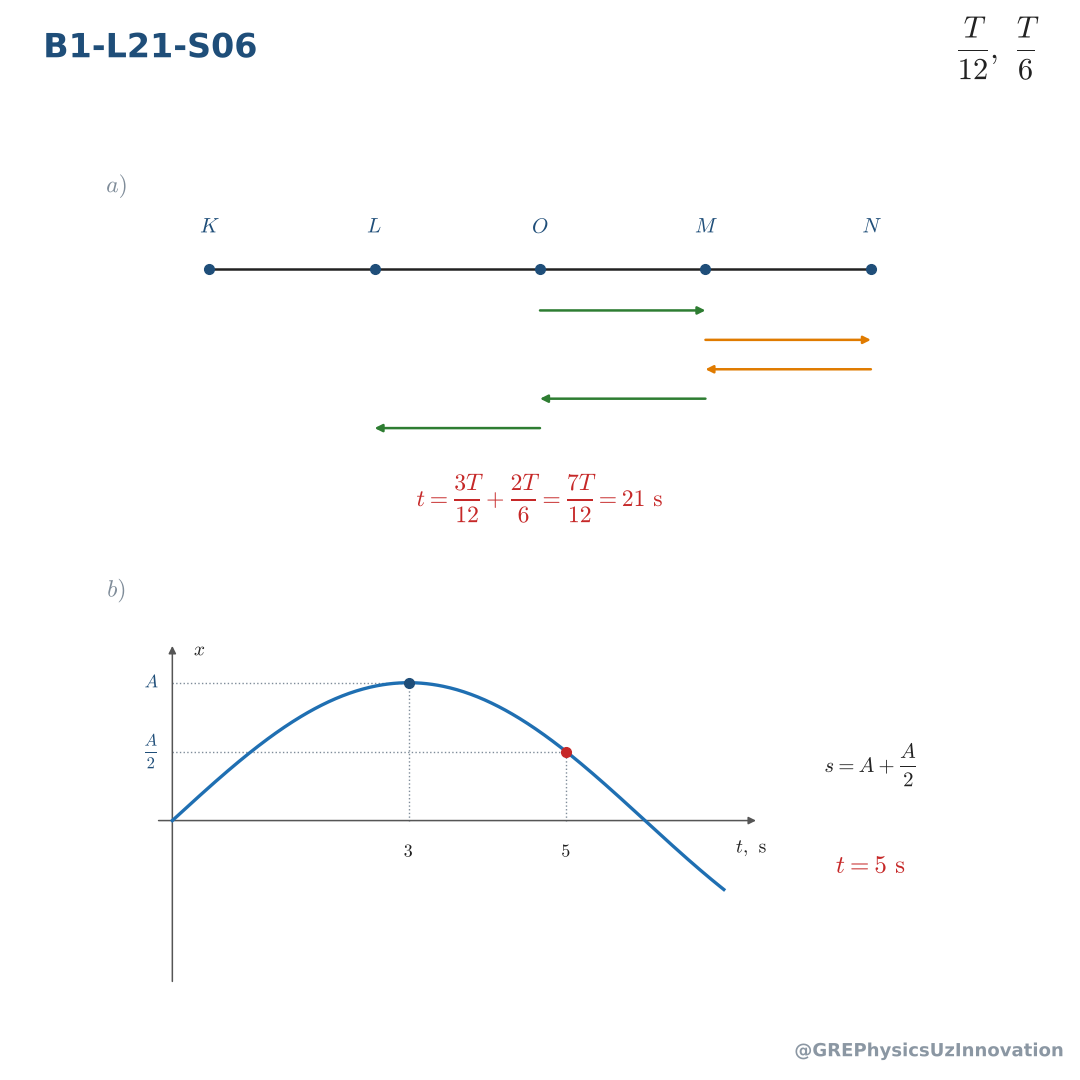 B1-L21-S06
T/12, T/6
a)
K L O M N
t = 3T/12 + 2T/6 = 7T/12 = 21 s
b)
x
A
A/2
s = A + A/2
3 5
t, s
t = 5 s
@GREPhysicsUzInnovation